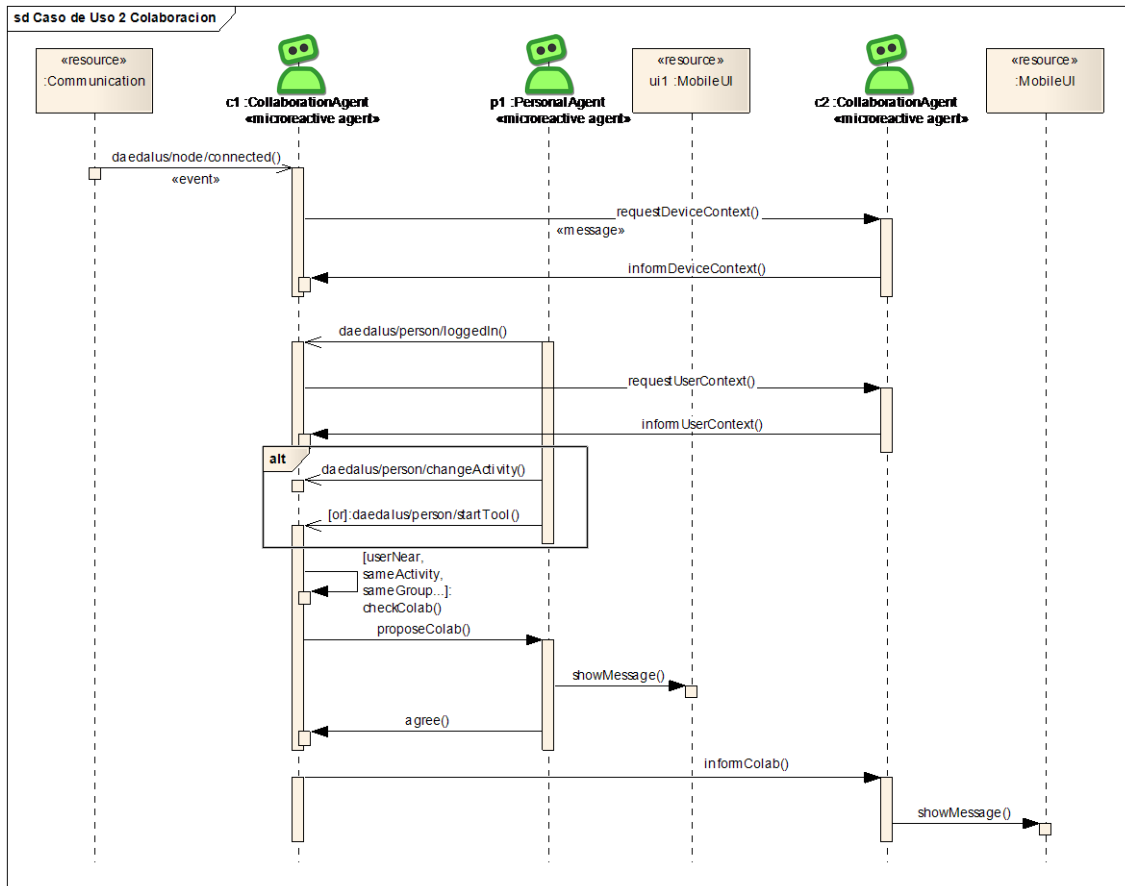 sd Caso de Uso 2 Colaboracion
«resource»
:Communication
c1 :CollaborationAgent
«microreactive agent»
p1 :PersonalAgent
«microreactive agent»
«resource»
ui1 :MobileUI
c2 :CollaborationAgent
«microreactive agent»
«resource»
:MobileUI
daedalus/node/connected()
«event»
requestDeviceContext()
«message»
informDeviceContext()
daedalus/person/loggedIn()
requestUserContext()
informUserContext()
alt
daedalus/person/changeActivity()
[or]:daedalus/person/startTool()
[userNear,
sameActivity,
sameGroup...]:
checkColab()
proposeColab()
showMessage()
agree()
informColab()
showMessage()